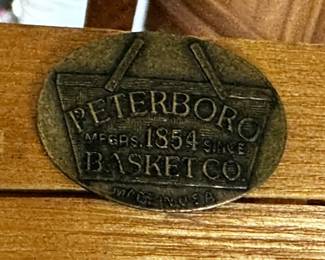 PETERBORO
MFGRS. 1854 SINCE
BASKET CO.
MADE IN U.S.A.